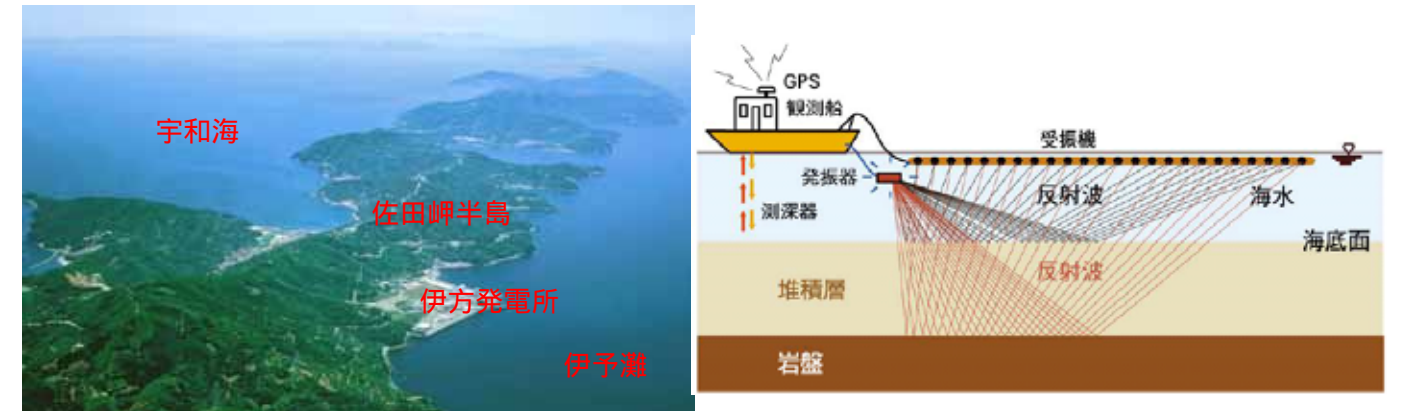 宇和海
佐田岬半島
伊方発電所
伊予灘
GPS
観測船
受振機
発振器
反射波
海水
測深器
海底面
反射波
堆積層
岩盤